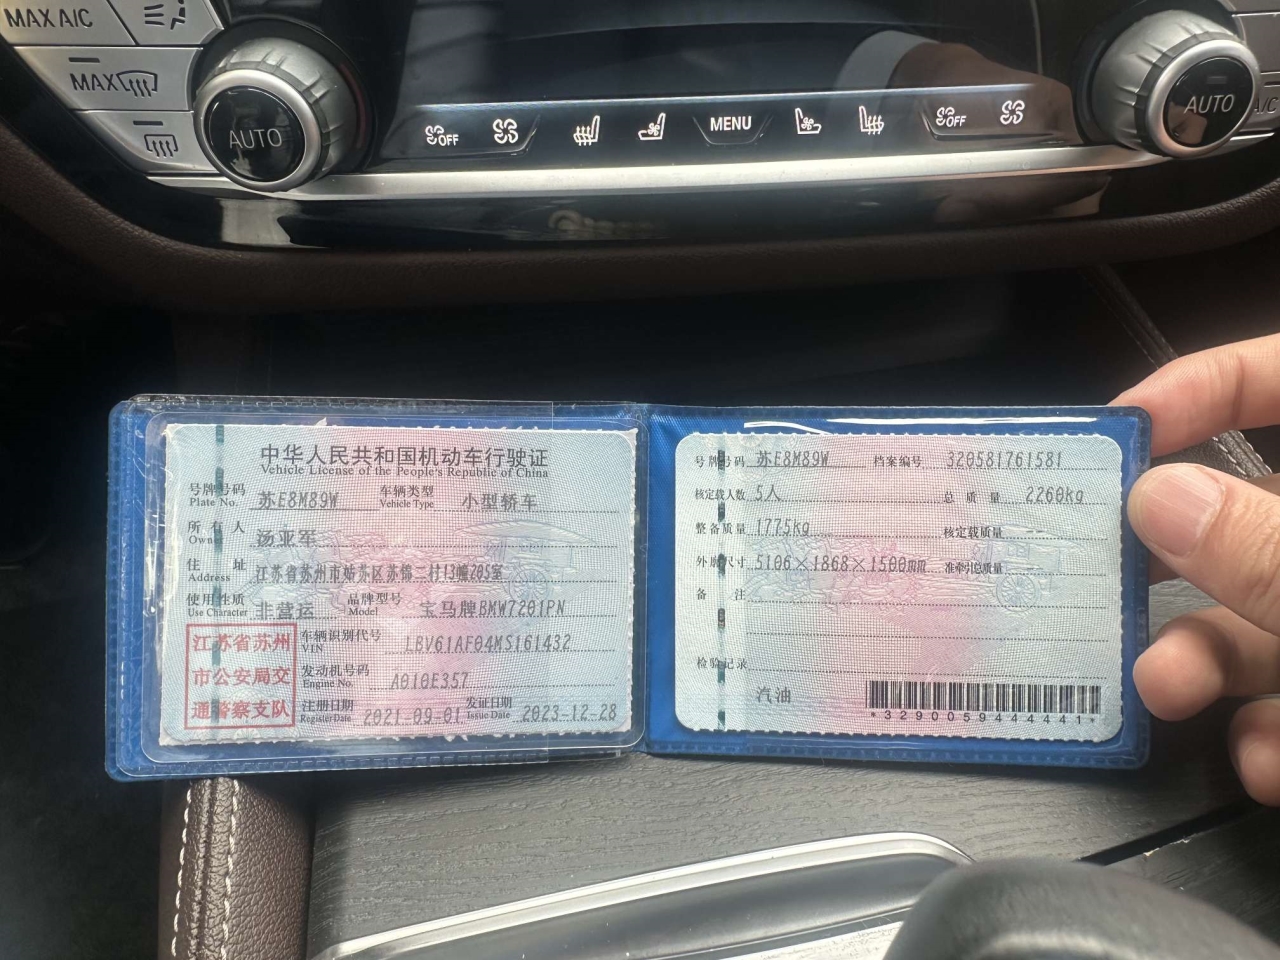 MAX A/C
MAX
AUTO
OFF
MENU
OFF
AUTO
A/C
中华人民共和国机动车行驶证
Vehicle License of the People's Republic of China
号牌号码 Plate No. 苏E8M89W 车辆类型 Vehicle Type 小型轿车
所有人 Owner 汤亚军
住址 Address 江苏省苏州市姑苏区苏锦二村13幢205室
使用性质 Use Character 非营运 品牌型号 Model 宝马牌BMW7201PN
江苏省苏州市公安局交通警察支队
车辆识别代号 VIN LBV61AF04MS161432
发动机号码 Engine No. A010E357
注册日期 Register Date 2021-09-01 发证日期 Issue Date 2023-12-28
号牌号码 苏E8M89W 档案编号 320581761581
核定载人数 5人 总质量 2260kg
整备质量 1775kg 核定载质量 --
外廓尺寸 5106×1868×1500mm 准牵引总质量 --
备注
检验记录
汽油
*3290059444441*